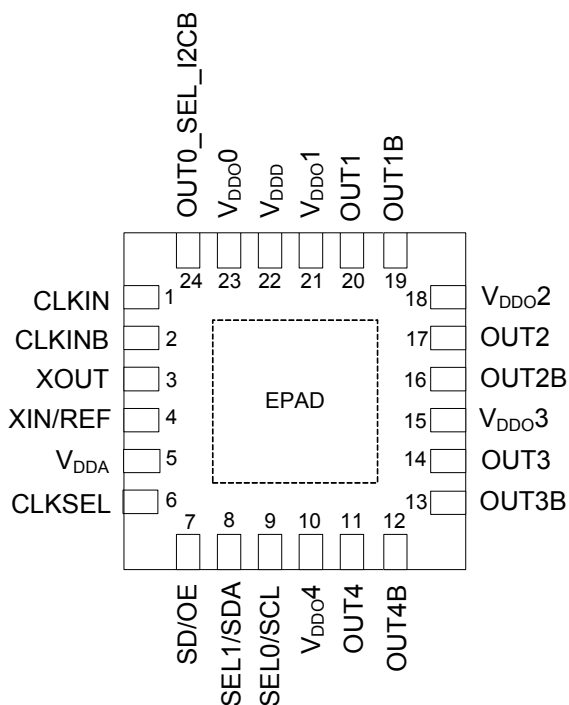 OUT0_SEL_I2CB
VDDO0
VDDD
VDDO1
OUT1
OUT1B
24
23
22
21
20
19
CLKIN
1
CLKINB
2
XOUT
3
XIN/REF
4
VDDA
5
CLKSEL
6
EPAD
18
VDDO2
17
OUT2
16
OUT2B
15
VDDO3
14
OUT3
13
OUT3B
7
8
9
10
11
12
SD/OE
SEL1/SDA
SEL0/SCL
VDDO4
OUT4
OUT4B